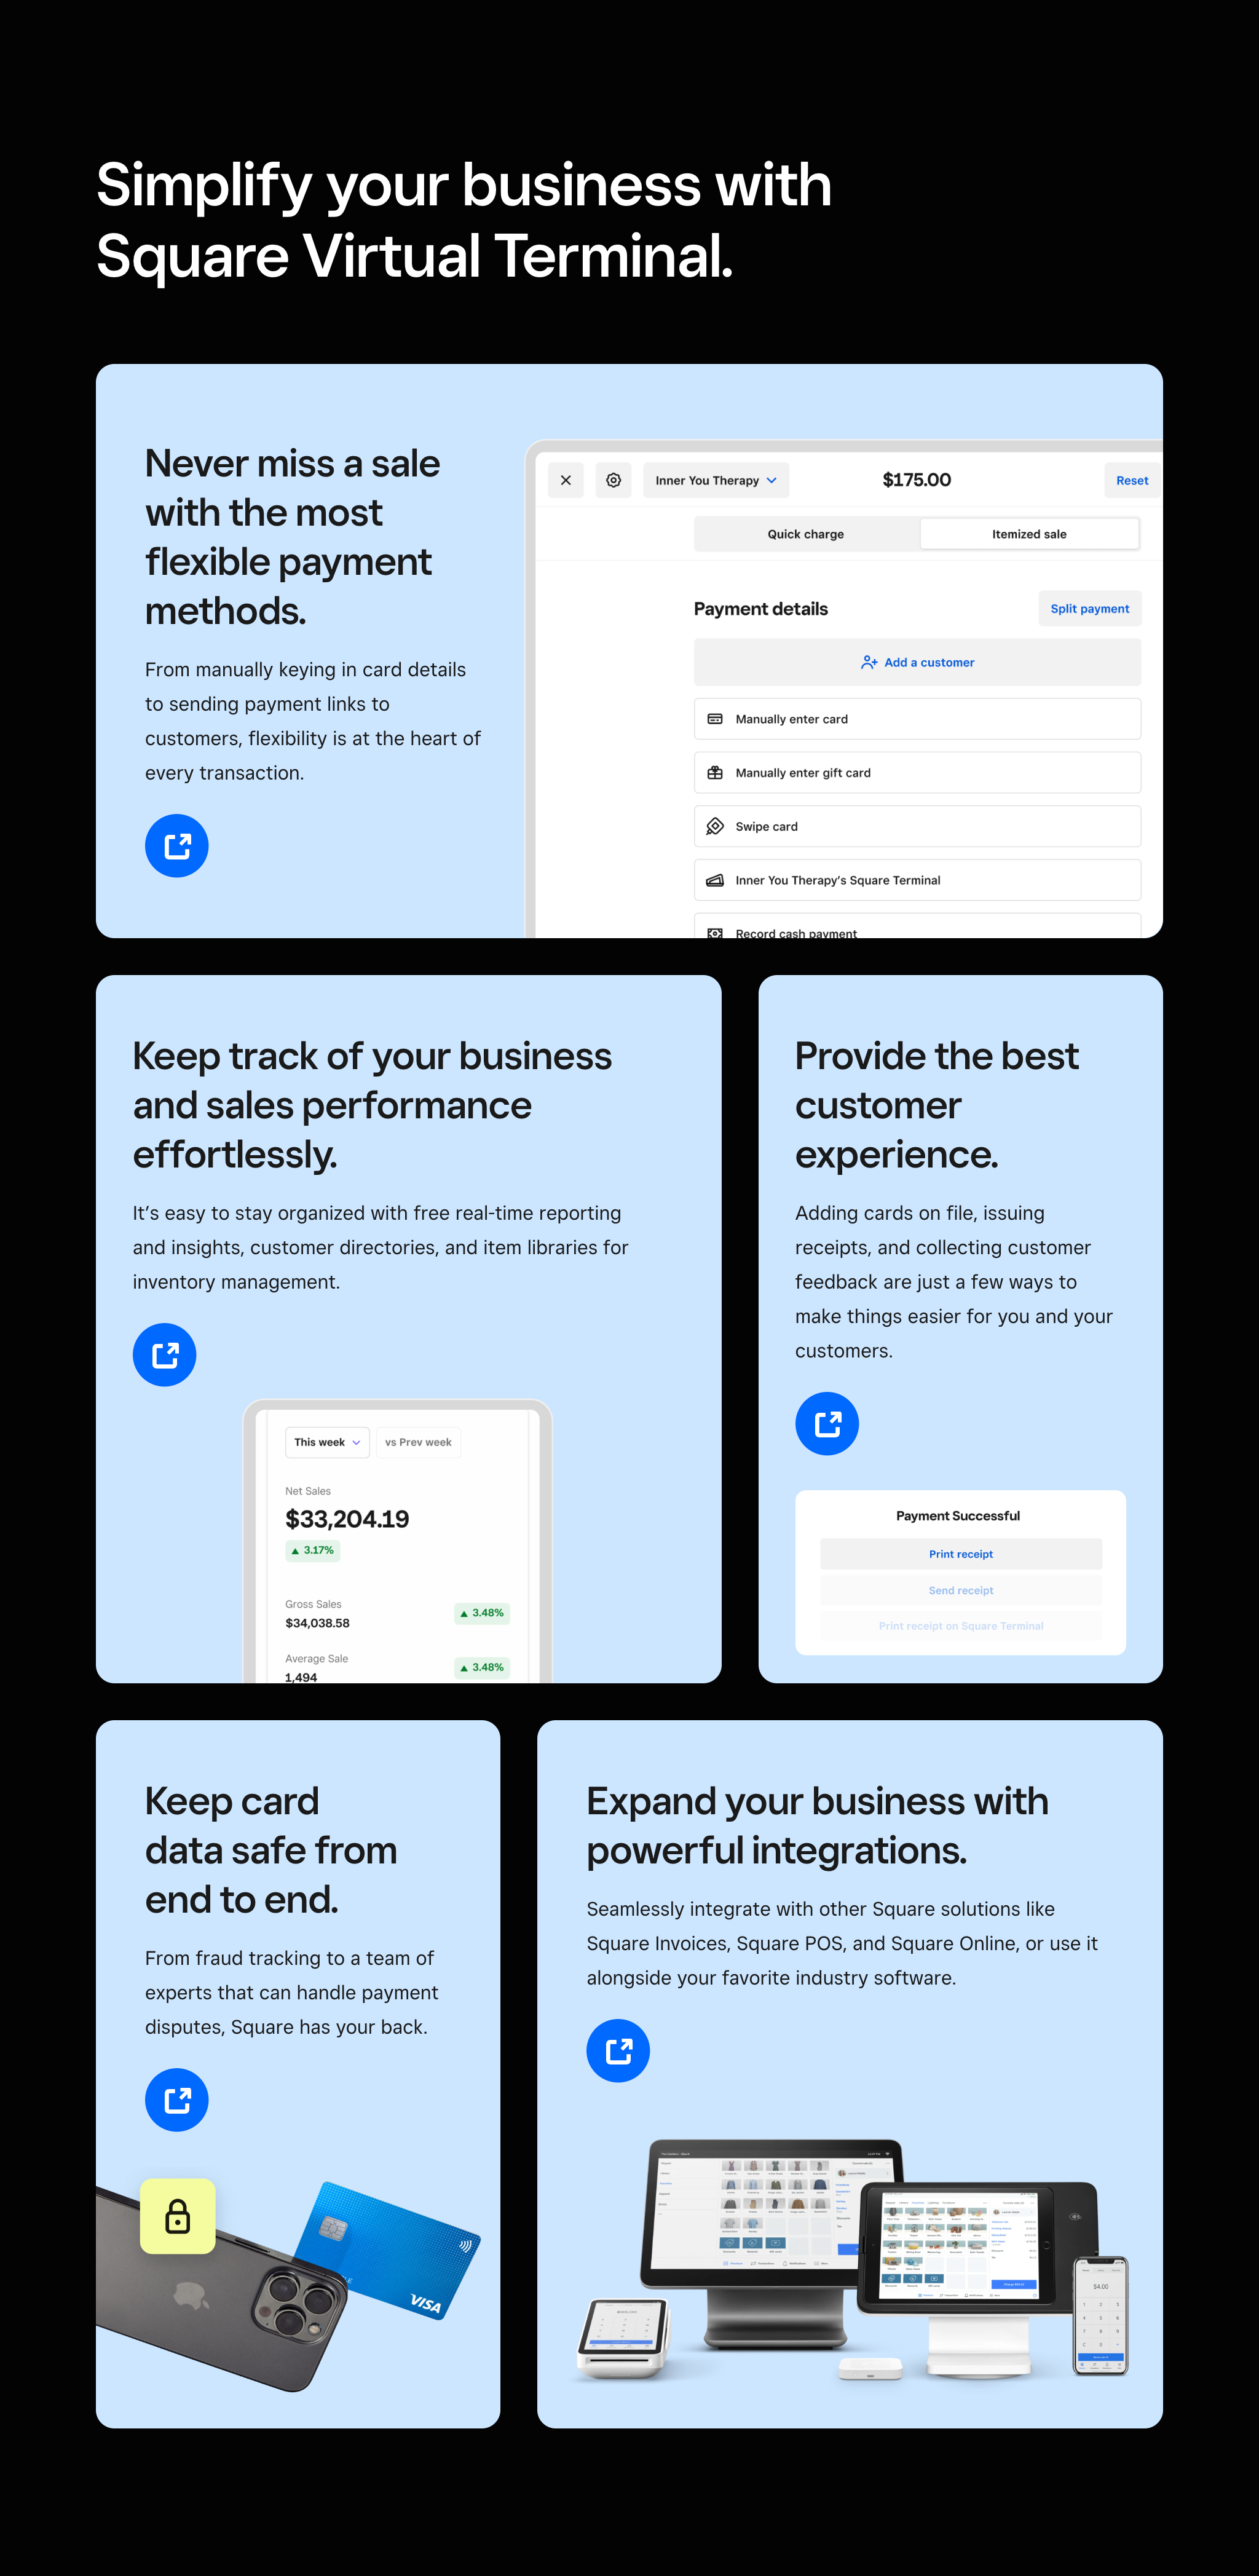 Simplify your business with
Square Virtual Terminal.
Never miss a sale
with the most
flexible payment
methods.
From manually keying in card details
to sending payment links to
customers, flexibility is at the heart of
every transaction.
Inner You Therapy
$175.00
Reset
Quick charge
Itemized sale
Payment details
Split payment
Add a customer
Manually enter card
Manually enter gift card
Swipe card
Inner You Therapy's Square Terminal
Record cash payment
Keep track of your business
and sales performance
effortlessly.
It's easy to stay organized with free real-time reporting
and insights, customer directories, and item libraries for
inventory management.
This week
vs Prev week
Net Sales
$33,204.19
▲ 3.17%
Gross Sales
$34,038.58
▲ 3.48%
Average Sale
1,494
▲ 3.48%
Provide the best
customer
experience.
Adding cards on file, issuing
receipts, and collecting customer
feedback are just a few ways to
make things easier for you and your
customers.
Payment Successful
Print receipt
Send receipt
Print receipt on Square Terminal
Keep card
data safe from
end to end.
From fraud tracking to a team of
experts that can handle payment
disputes, Square has your back.
VISA
Expand your business with
powerful integrations.
Seamlessly integrate with other Square solutions like
Square Invoices, Square POS, and Square Online, or use it
alongside your favorite industry software.
$4.00
1 2 3
4 5 6
7 8 9
C 0 +